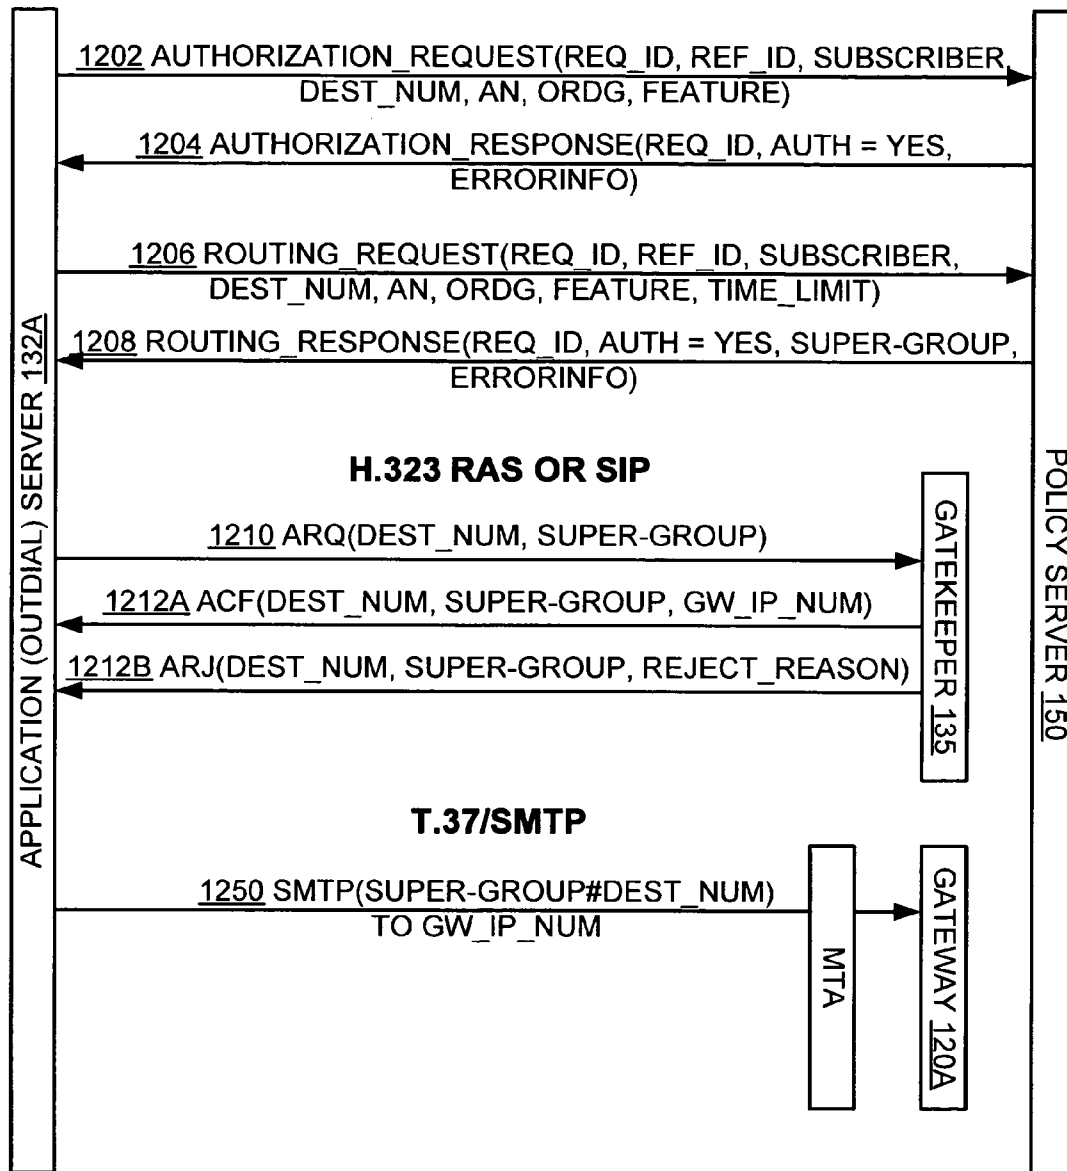 1202 AUTHORIZATION_REQUEST(REQ_ID, REF_ID, SUBSCRIBER,
DEST_NUM, AN, ORDG, FEATURE)
1204 AUTHORIZATION_RESPONSE(REQ_ID, AUTH = YES,
ERRORINFO)
1206 ROUTING_REQUEST(REQ_ID, REF_ID, SUBSCRIBER,
DEST_NUM, AN, ORDG, FEATURE, TIME_LIMIT)
1208 ROUTING_RESPONSE(REQ_ID, AUTH = YES, SUPER-GROUP,
ERRORINFO)
APPLICATION (OUTDIAL) SERVER 132A
POLICY SERVER 150
H.323 RAS OR SIP
1210 ARQ(DEST_NUM, SUPER-GROUP)
1212A ACF(DEST_NUM, SUPER-GROUP, GW_IP_NUM)
1212B ARJ(DEST_NUM, SUPER-GROUP, REJECT_REASON)
GATEKEEPER 135
T.37/SMTP
1250 SMTP(SUPER-GROUP#DEST_NUM)
TO GW_IP_NUM
MTA
GATEWAY 120A